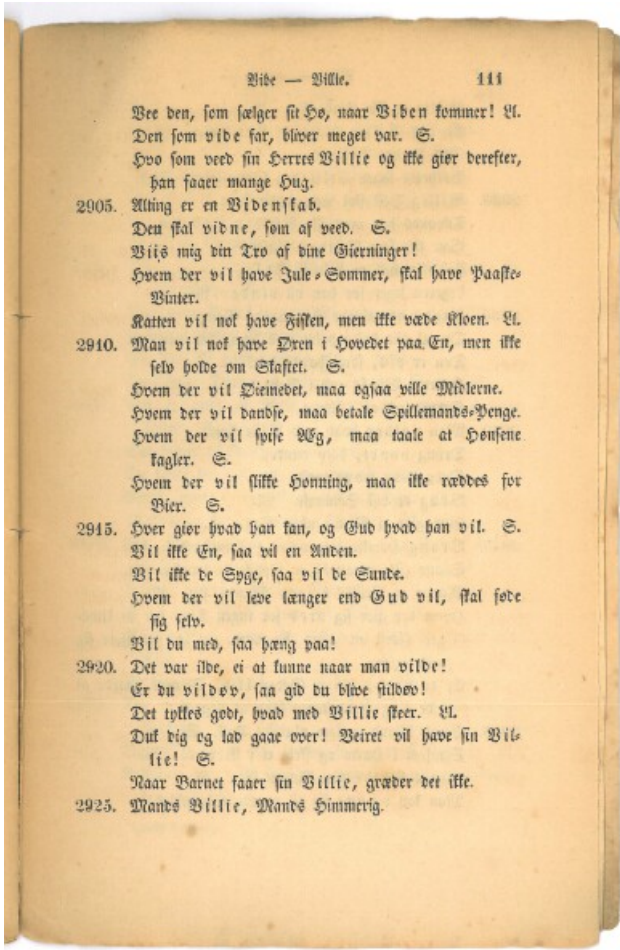 Vibe — Villie. 111
Vee den, som sælger sit Hø, naar Viben kommer! Ll.
Den som vide far, bliver meget var. S.
Hvo som veed sin Herres Villie og ikke giør derefter,
han faaer mange Hug.
2905. Alting er en Videnskab.
Den skal vidne, som af veed. S.
Viis mig din Tro af dine Gierninger!
Hvem der vil have Jule-Sommer, skal have Paaske-
Vinter.
Katten vil nok have Fisken, men ikke væde Kloen. Ll.
2910. Man vil nok have Øxen i Hovedet paa En, men ikke
selv holde om Skaftet. S.
Hvem der vil Øiemedet, maa ogsaa ville Midlerne.
Hvem der vil dandse, maa betale Spillemands-Penge.
Hvem der vil spise Æg, maa taale at Hønsene
kagler. S.
Hvem der vil slikke Honning, maa ikke ræddes for
Bier. S.
2915. Hver giør hvad han kan, og Gud hvad han vil. S.
Vil ikke En, saa vil en Anden.
Vil ikke de Syge, saa vil de Sunde.
Hvem der vil leve længer end Gud vil, skal føde
sig selv.
Vil du med, saa hæng paa!
2920. Det var ilde, ei at kunne naar man vilde!
Er du vildøv, saa gid du blive stildøv!
Det tykkes godt, hvad med Villie skeer. Ll.
Duk dig og lad gaae over! Veiret vil have sin Vil-
lie! S.
Naar Barnet faaer sin Villie, græder det ikke.
2925. Mands Villie, Mands Himmerig.